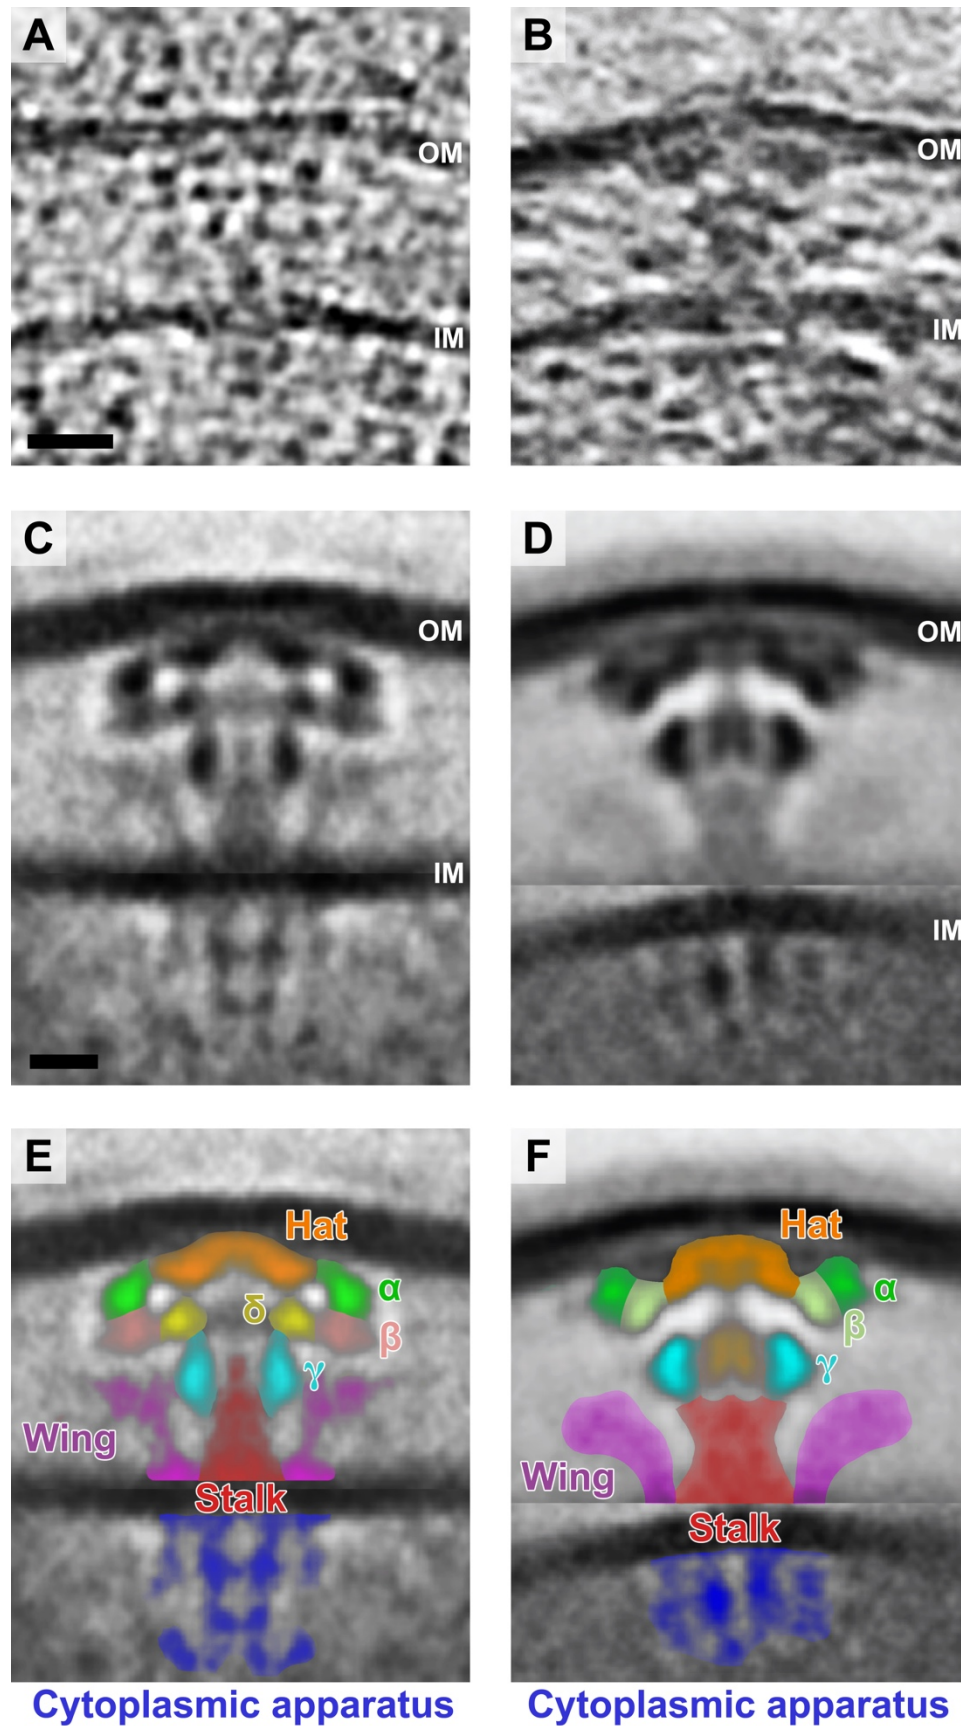 A
B
OM
OM
IM
IM
C
D
OM
OM
IM
IM
E
F
Hat
Hat
α
α
δ
β
β
γ
γ
Wing
Wing
Stalk
Stalk
Cytoplasmic apparatus
Cytoplasmic apparatus